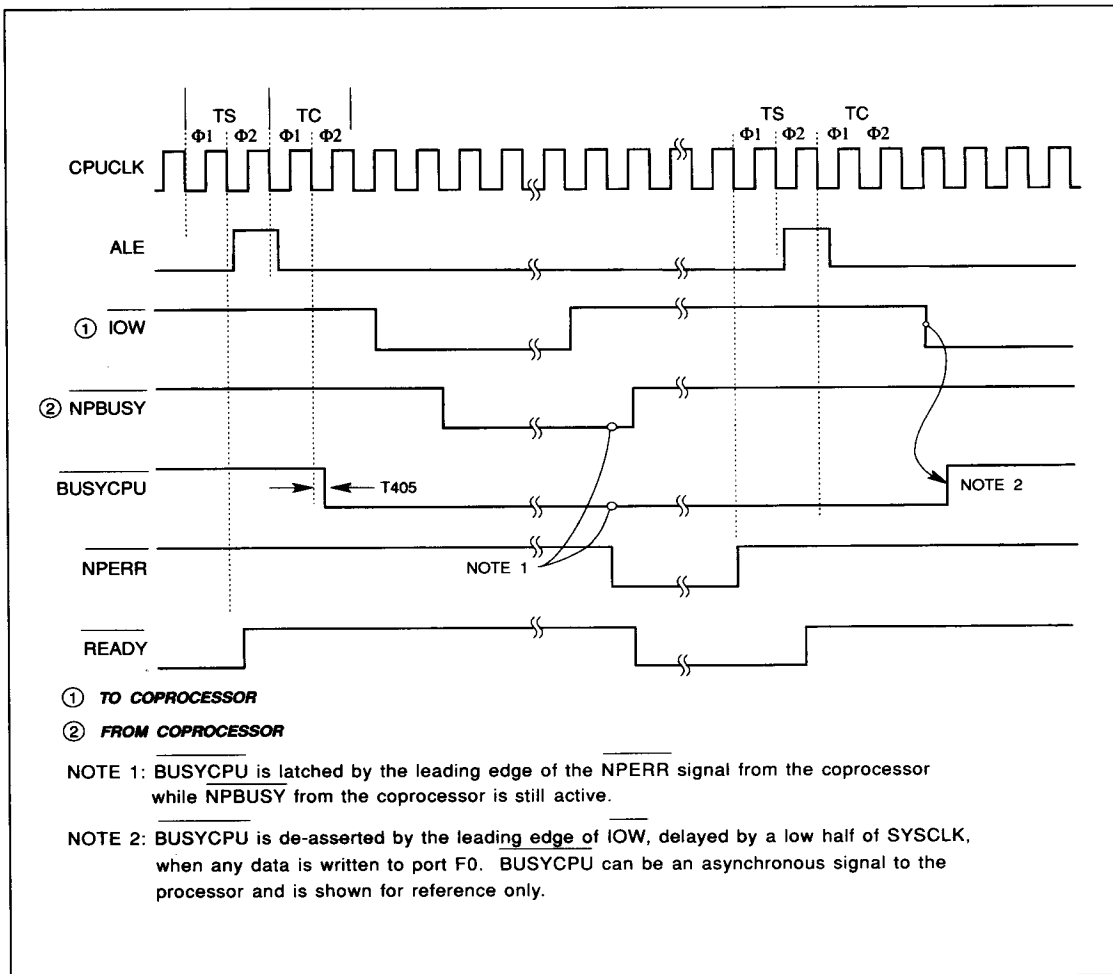 TS TC TS TC
Φ1 Φ2 Φ1 Φ2 Φ1 Φ2 Φ1 Φ2
CPUCLK
ALE
① IOW
② NPBUSY
BUSYCPU
T405
NOTE 2
NPERR
NOTE 1
READY
① TO COPROCESSOR
② FROM COPROCESSOR
NOTE 1: BUSYCPU is latched by the leading edge of the NPERR signal from the coprocessor
while NPBUSY from the coprocessor is still active.
NOTE 2: BUSYCPU is de-asserted by the leading edge of IOW, delayed by a low half of SYSCLK,
when any data is written to port F0. BUSYCPU can be an asynchronous signal to the
processor and is shown for reference only.